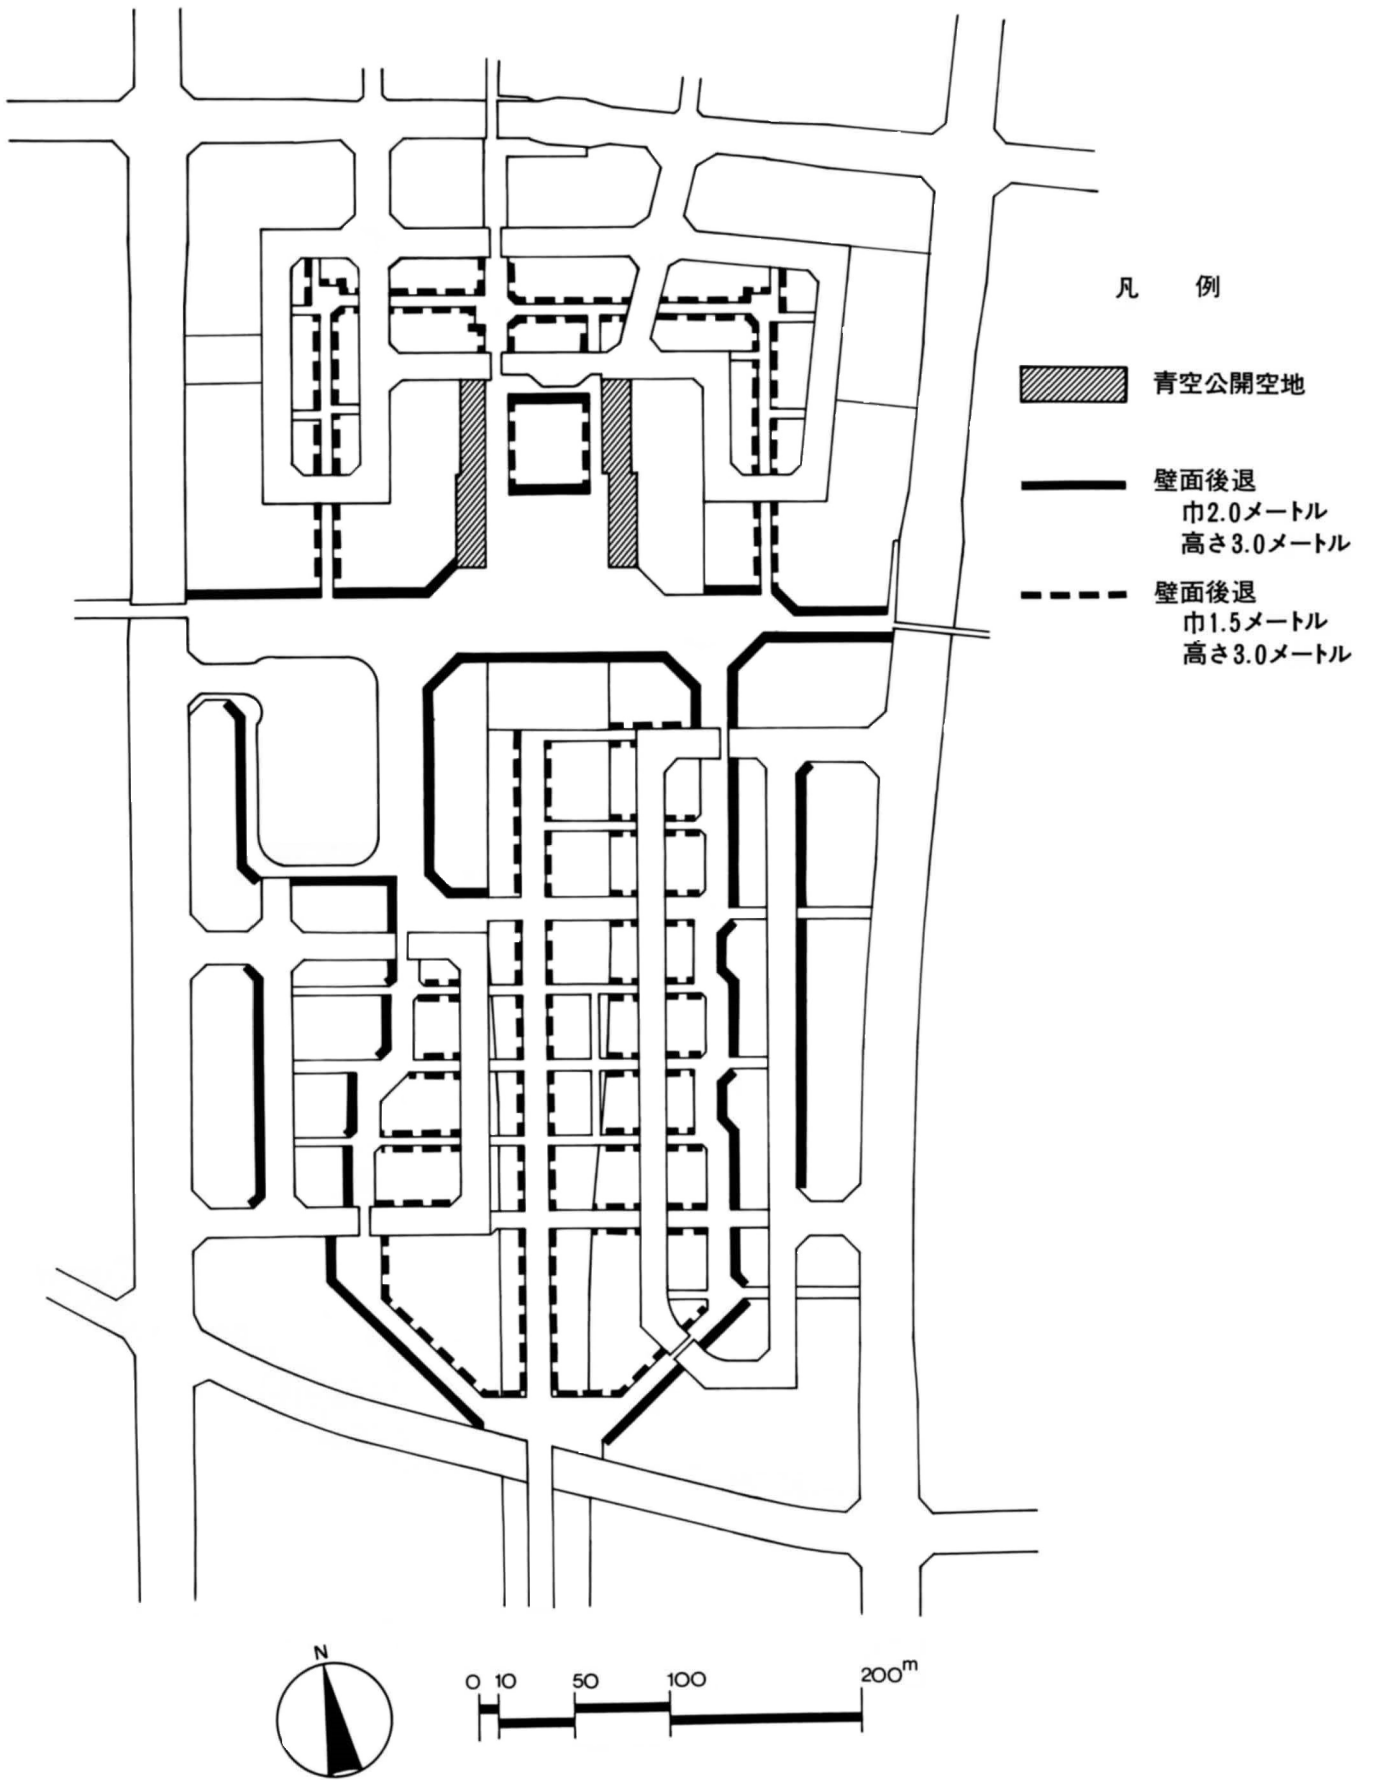 凡 例
青空公開空地
壁面後退
巾2.0メートル
高さ3.0メートル
壁面後退
巾1.5メートル
高さ3.0メートル
N
0 10 50 100 200m